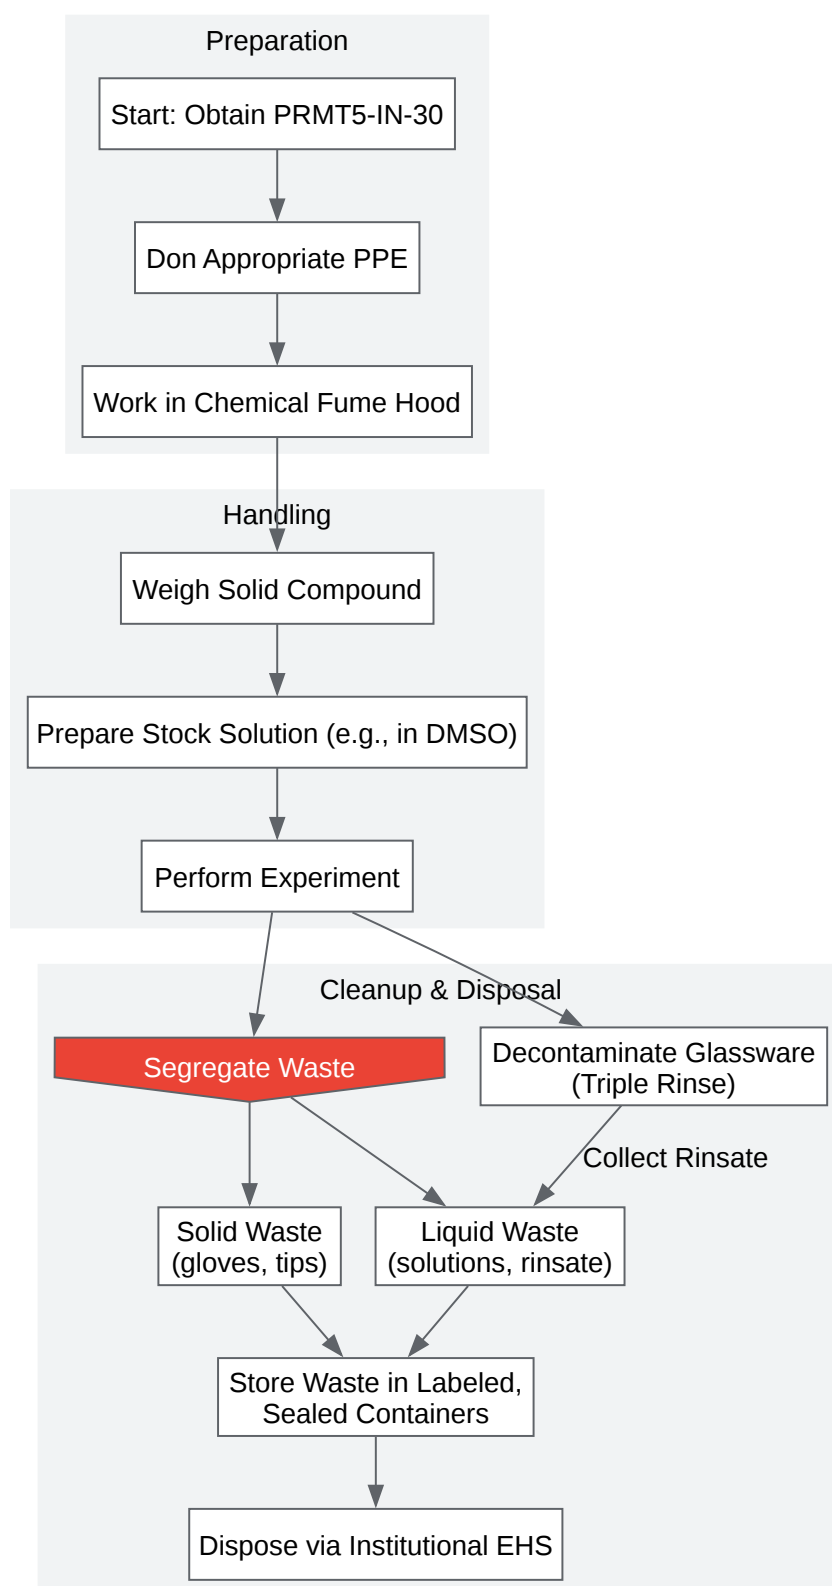 Preparation
Start: Obtain PRMT5-IN-30
Don Appropriate PPE
Work in Chemical Fume Hood
Handling
Weigh Solid Compound
Prepare Stock Solution (e.g., in DMSO)
Perform Experiment
Cleanup & Disposal
Segregate Waste
Decontaminate Glassware
(Triple Rinse)
Collect Rinsate
Solid Waste
(gloves, tips)
Liquid Waste
(solutions, rinsate)
Store Waste in Labeled,
Sealed Containers
Dispose via Institutional EHS